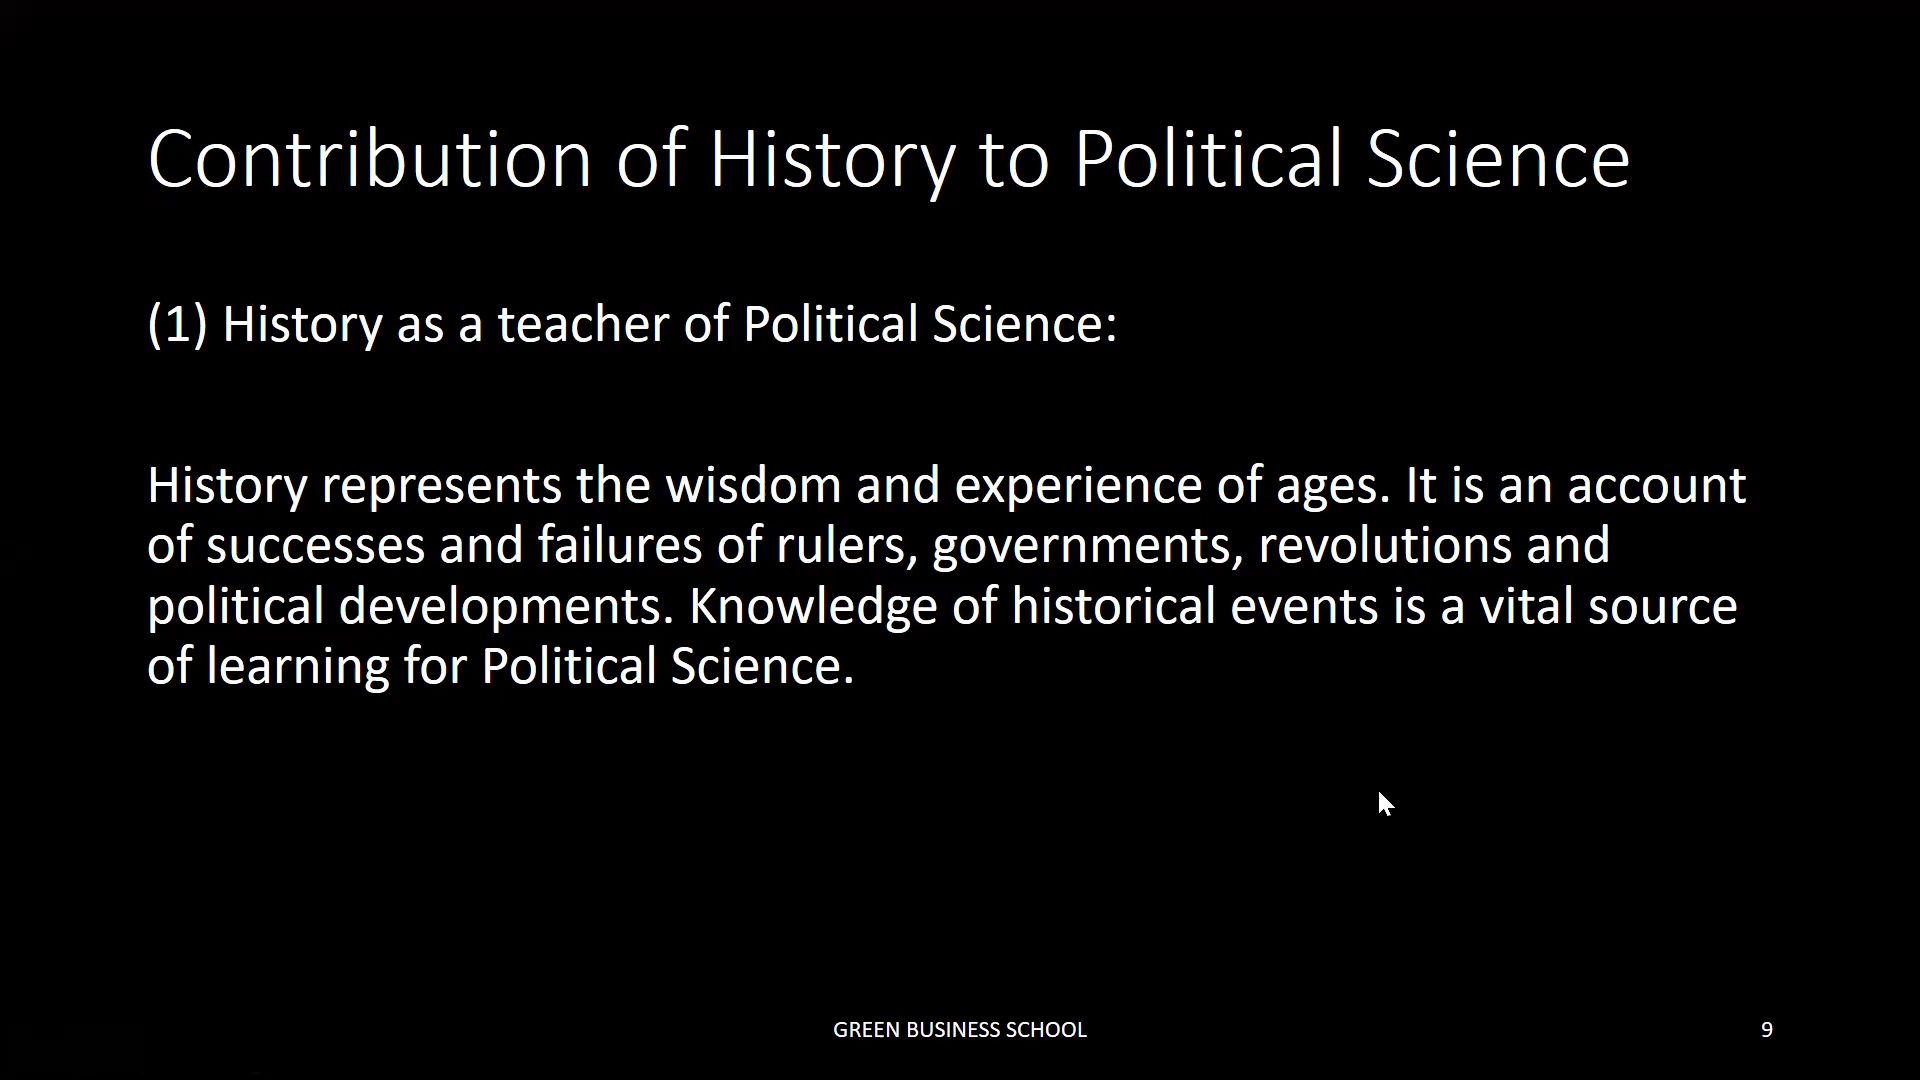 Contribution of History to Political Science
(1) History as a teacher of Political Science:
History represents the wisdom and experience of ages. It is an account
of successes and failures of rulers, governments, revolutions and
political developments. Knowledge of historical events is a vital source
of learning for Political Science.
GREEN BUSINESS SCHOOL
9